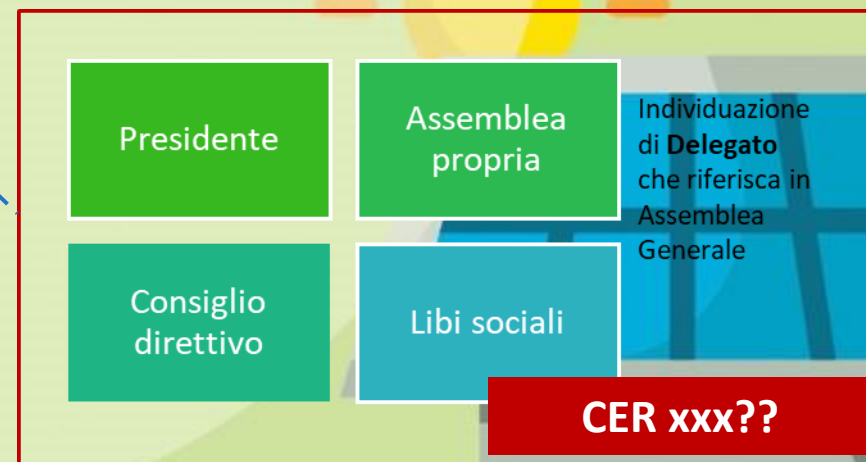 Presidente
Assemblea
propria
Individuazione
di Delegato
che riferisca in
Assemblea
Generale
Consiglio
direttivo
Libi sociali
CER xxx??